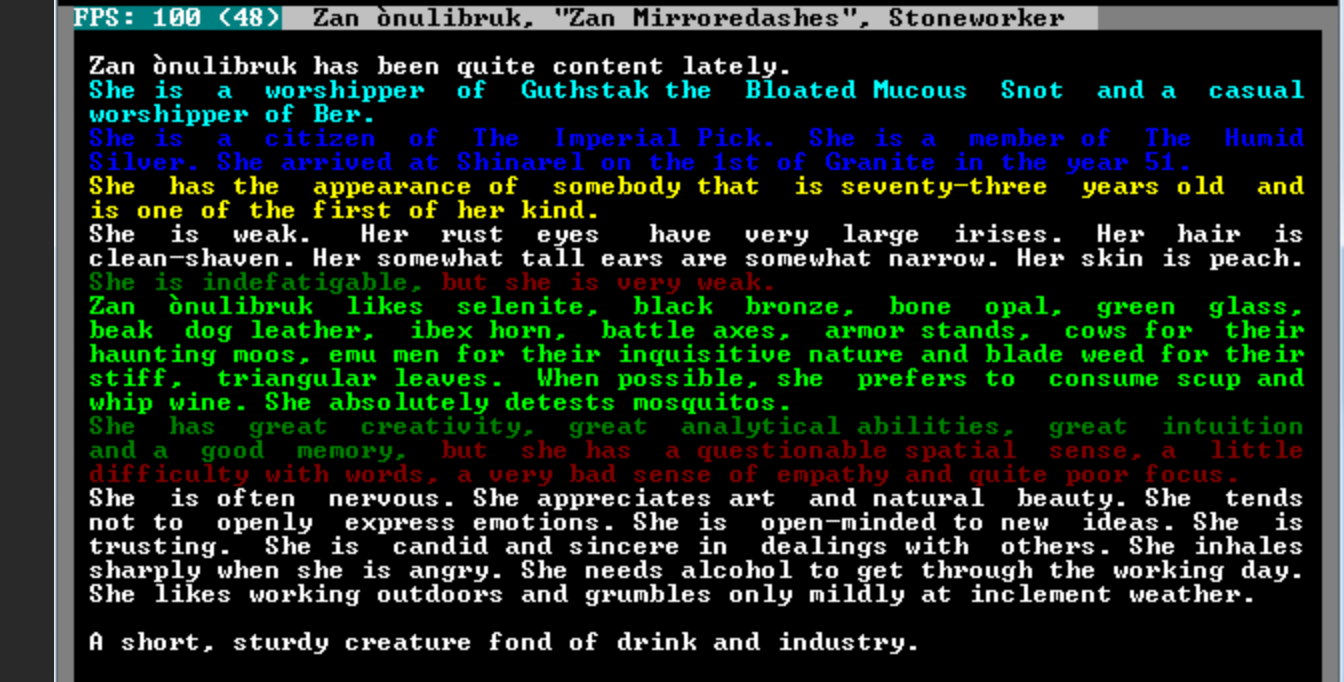 FPS: 100 (48) Zan ònulibruk, "Zan Mirroredashes", Stoneworker
Zan ònulibruk has been quite content lately.
She is a worshipper of Guthstak the Bloated Mucous Snot and a casual
worshipper of Ber.
She is a citizen of The Imperial Pick. She is a member of The Humid
Silver. She arrived at Shinarel on the 1st of Granite in the year 51.
She has the appearance of somebody that is seventy-three years old and
is one of the first of her kind.
She is weak. Her rust eyes have very large irises. Her hair is
clean-shaven. Her somewhat tall ears are somewhat narrow. Her skin is peach.
She is indefatigable, but she is very weak.
Zan ònulibruk likes selenite, black bronze, bone opal, green glass,
beak dog leather, ibex horn, battle axes, armor stands, cows for their
haunting moos, emu men for their inquisitive nature and blade weed for their
stiff, triangular leaves. When possible, she prefers to consume scup and
whip wine. She absolutely detests mosquitos.
She has great creativity, great analytical abilities, great intuition
and a good memory, but she has a questionable spatial sense, a little
difficulty with words, a very bad sense of empathy and quite poor focus.
She is often nervous. She appreciates art and natural beauty. She tends
not to openly express emotions. She is open-minded to new ideas. She is
trusting. She is candid and sincere in dealings with others. She inhales
sharply when she is angry. She needs alcohol to get through the working day.
She likes working outdoors and grumbles only mildly at inclement weather.
A short, sturdy creature fond of drink and industry.